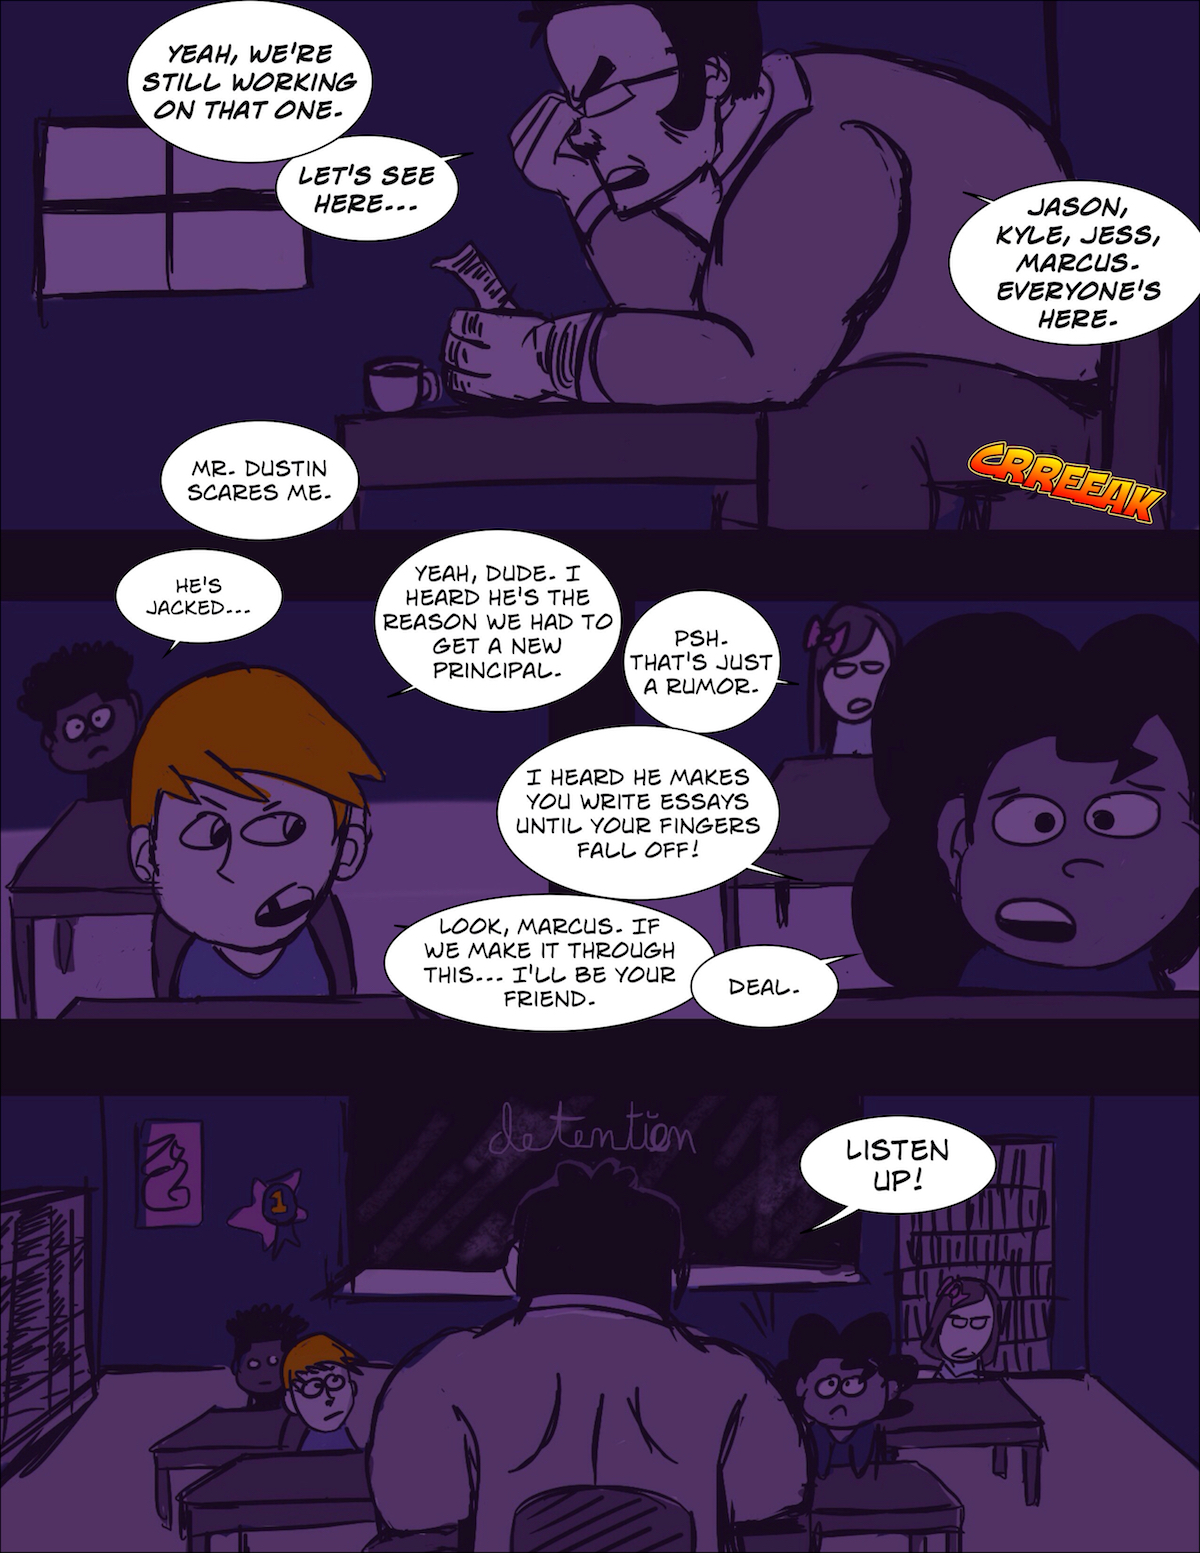 YEAH, WE'RE
STILL WORKING
ON THAT ONE.
LET'S SEE
HERE...
JASON,
KYLE, JESS,
MARCUS.
EVERYONE'S
HERE.
CRREEAK
MR. DUSTIN
SCARES ME.
HE'S
JACKED...
YEAH, DUDE. I
HEARD HE'S THE
REASON WE HAD TO
GET A NEW
PRINCIPAL.
PSH.
THAT'S JUST
A RUMOR.
I HEARD HE MAKES
YOU WRITE ESSAYS
UNTIL YOUR FINGERS
FALL OFF!
LOOK, MARCUS. IF
WE MAKE IT THROUGH
THIS... I'LL BE YOUR
FRIEND.
DEAL.
detention
LISTEN
UP!
1